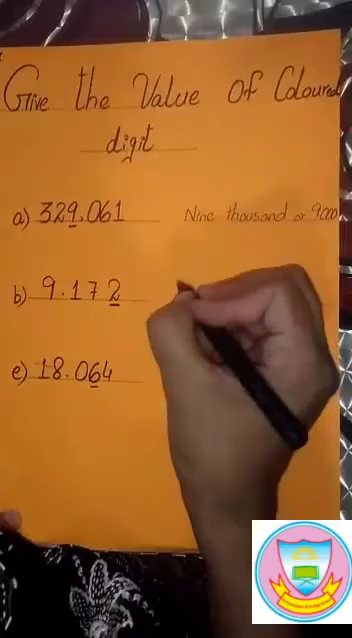 Give the Value of Coloured
digit
a) 329,061 Nine thousand or 9000
b) 9.172
e) 18.064